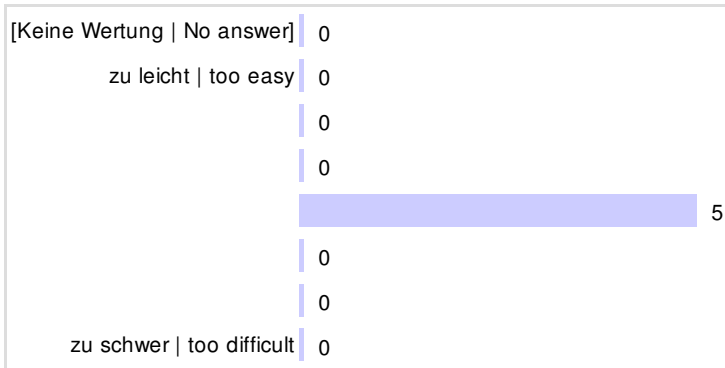 [Keine Wertung | No answer] 0
zu leicht | too easy 0
0
0
5
0
0
zu schwer | too difficult 0